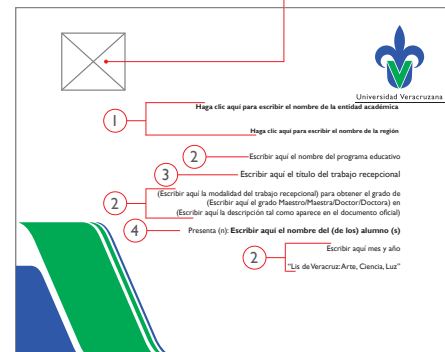 Universidad Veracruzana
Haga clic aquí para escribir el nombre de la entidad académica
1
Haga clic aquí para escribir el nombre de la región
2
Escribir aquí el nombre del programa educativo
3
Escribir aquí el título del trabajo recepcional
2
(Escribir aquí la modalidad del trabajo recepcional) para obtener el grado de
(Escribir aquí el grado Maestro/Maestra/Doctor/Doctora) en
(Escribir aquí la descripción tal como aparece en el documento oficial)
4
Presenta (n): Escribir aquí el nombre del (de los) alumno (s)
2
Escribir aquí mes y año
"Lis de Veracruz: Arte, Ciencia, Luz"